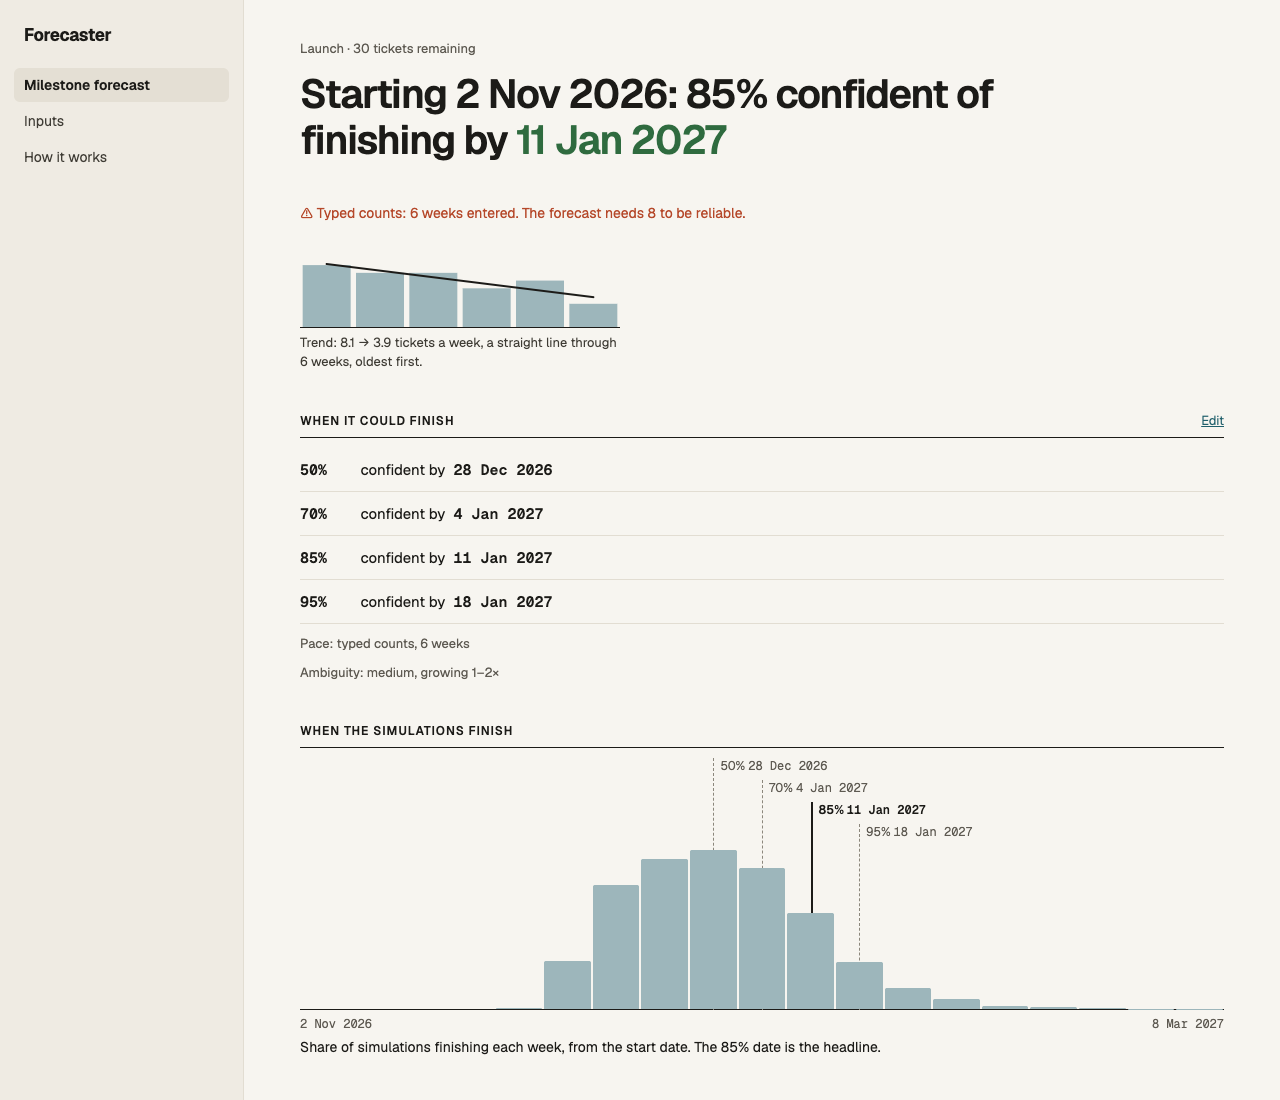 Forecaster
Milestone forecast
Inputs
How it works
Launch · 30 tickets remaining
Starting 2 Nov 2026: 85% confident of
finishing by 11 Jan 2027
⚠ Typed counts: 6 weeks entered. The forecast needs 8 to be reliable.
Trend: 8.1 → 3.9 tickets a week, a straight line through
6 weeks, oldest first.
WHEN IT COULD FINISH
Edit
50% confident by 28 Dec 2026
70% confident by 4 Jan 2027
85% confident by 11 Jan 2027
95% confident by 18 Jan 2027
Pace: typed counts, 6 weeks
Ambiguity: medium, growing 1–2×
WHEN THE SIMULATIONS FINISH
50% 28 Dec 2026
70% 4 Jan 2027
85% 11 Jan 2027
95% 18 Jan 2027
2 Nov 2026
8 Mar 2027
Share of simulations finishing each week, from the start date. The 85% date is the headline.